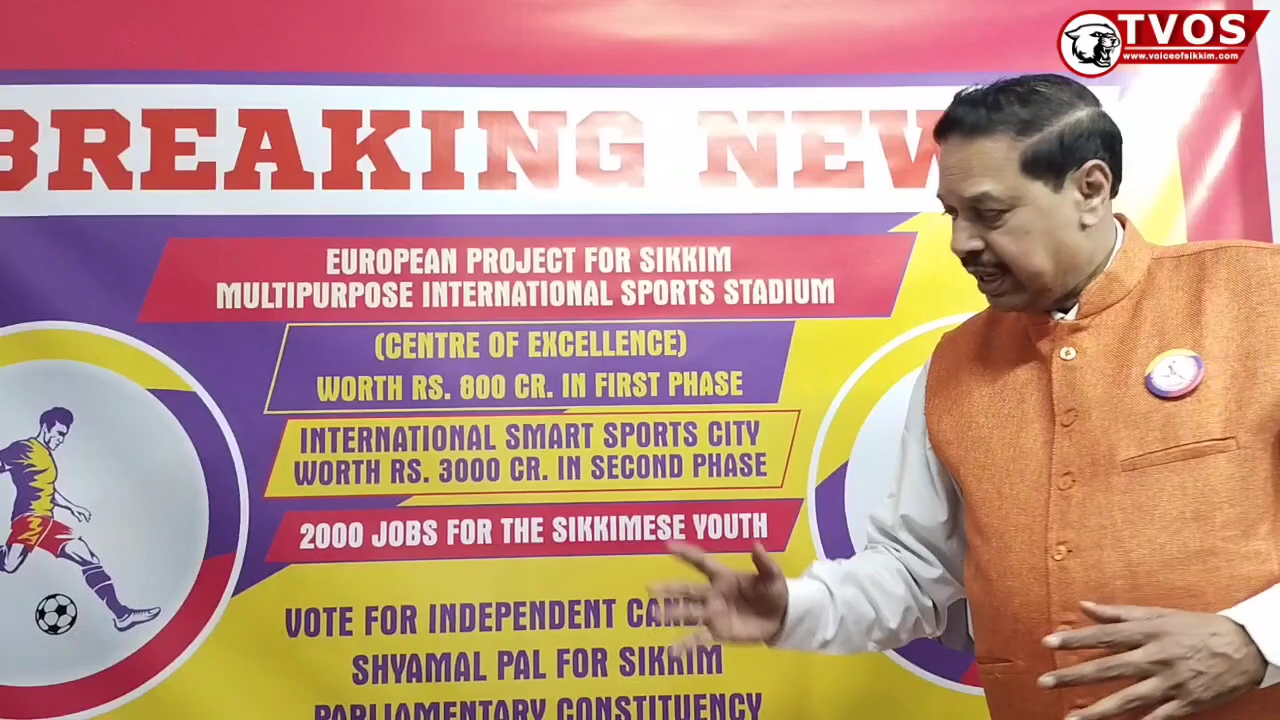 TVOS
www.voiceofsikkim.com
BREAKING
EUROPEAN PROJECT FOR SIKKIM
MULTIPURPOSE INTERNATIONAL SPORTS STADIUM
(CENTRE OF EXCELLENCE)
WORTH RS. 800 CR. IN FIRST PHASE
INTERNATIONAL SMART SPORTS CITY
WORTH RS. 3000 CR. IN SECOND PHASE
2000 JOBS FOR THE SIKKIMESE YOUTH
VOTE FOR INDEPENDENT
SHYAMAL PAL FOR SIKKIM
PARLIAMENTARY CONSTITUENCY